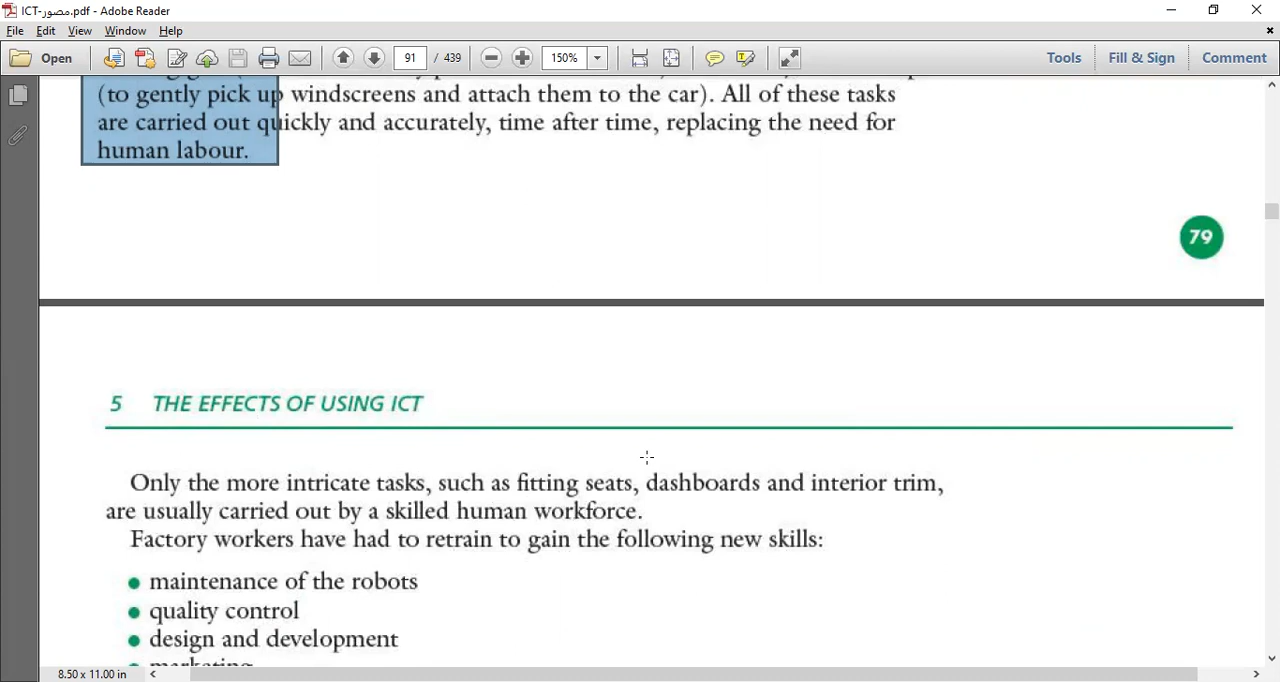 ICT-مصور.pdf - Adobe Reader
File Edit View Window Help
Open 91 / 439 150% Tools Fill & Sign Comment
(to gently pick up windscreens and attach them to the car). All of these tasks
are carried out quickly and accurately, time after time, replacing the need for
human labour.
79
5 THE EFFECTS OF USING ICT
Only the more intricate tasks, such as fitting seats, dashboards and interior trim,
are usually carried out by a skilled human workforce.
Factory workers have had to retrain to gain the following new skills:
● maintenance of the robots
● quality control
● design and development
● marketing
8.50 x 11.00 in